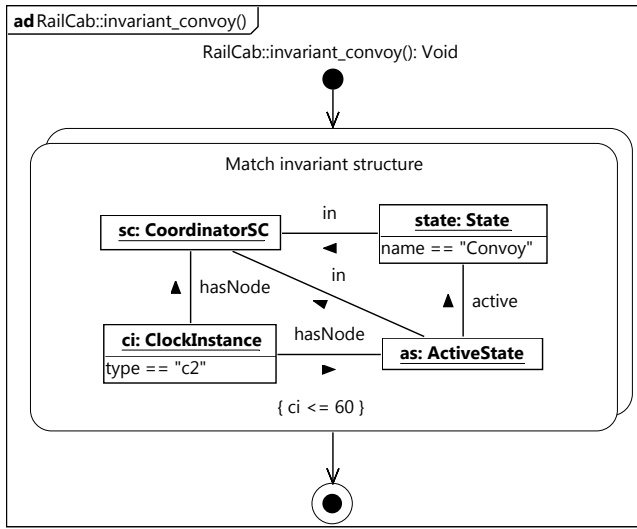 ad RailCab::invariant_convoy()
RailCab::invariant_convoy(): Void
Match invariant structure
sc: CoordinatorSC
in
state: State
name == "Convoy"
hasNode
in
active
ci: ClockInstance
type == "c2"
hasNode
as: ActiveState
{ ci <= 60 }